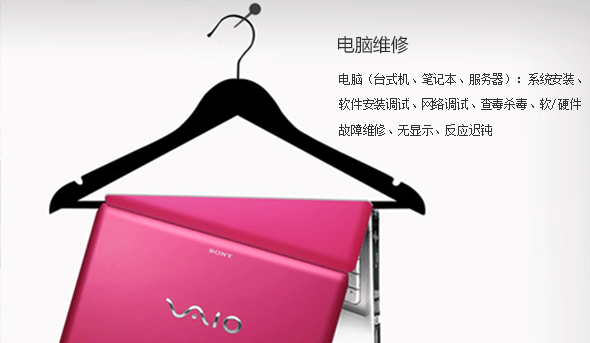 电脑维修
电脑（台式机、笔记本、服务器）：系统安装、
软件安装调试、网络调试、查毒杀毒、软/硬件
故障维修、无显示、反应迟钝
SONY
VAIO